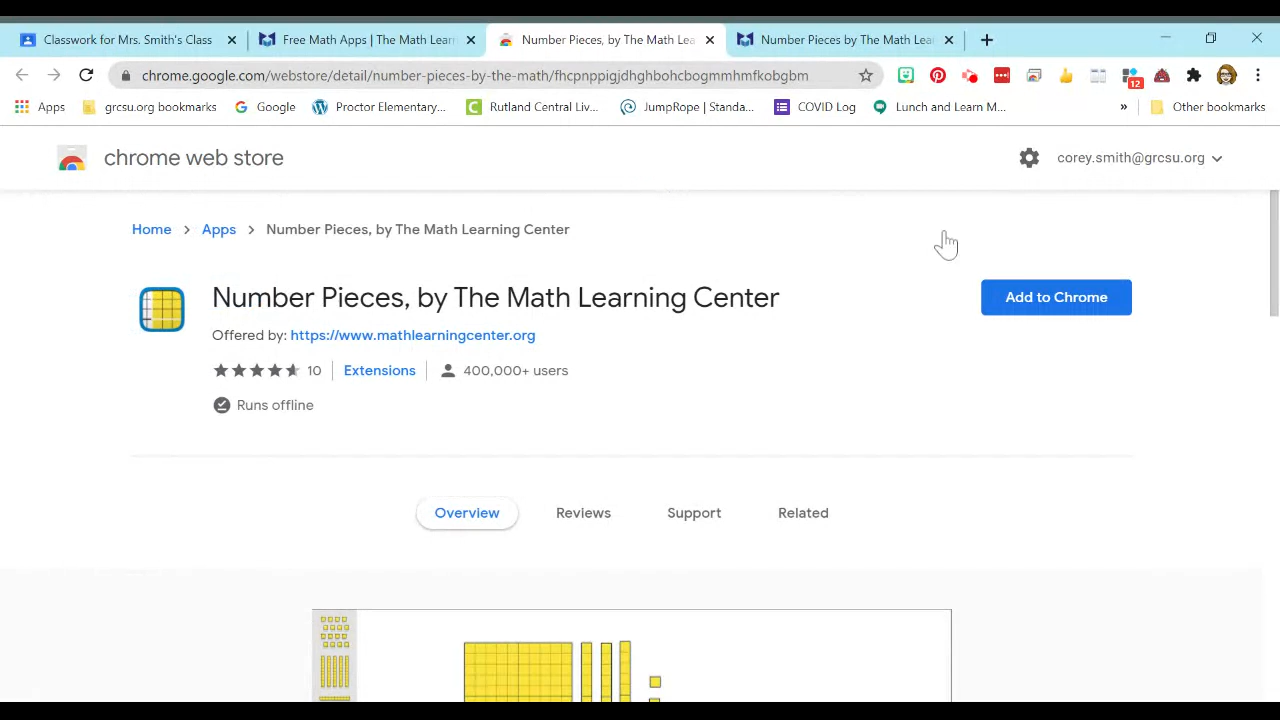 Classwork for Mrs. Smith's Class
Free Math Apps | The Math Lear
Number Pieces, by The Math Lea
Number Pieces by The Math Lea
chrome.google.com/webstore/detail/number-pieces-by-the-math/fhcpnppigjdhghbohcbogmmhmfkobgbm
12
Apps
grcsu.org bookmarks
Google
Proctor Elementary...
Rutland Central Liv...
JumpRope | Standa...
COVID Log
Lunch and Learn M...
»
Other bookmarks
chrome web store
corey.smith@grcsu.org
Home > Apps > Number Pieces, by The Math Learning Center
Number Pieces, by The Math Learning Center
Add to Chrome
Offered by: https://www.mathlearningcenter.org
10
Extensions
400,000+ users
Runs offline
Overview
Reviews
Support
Related